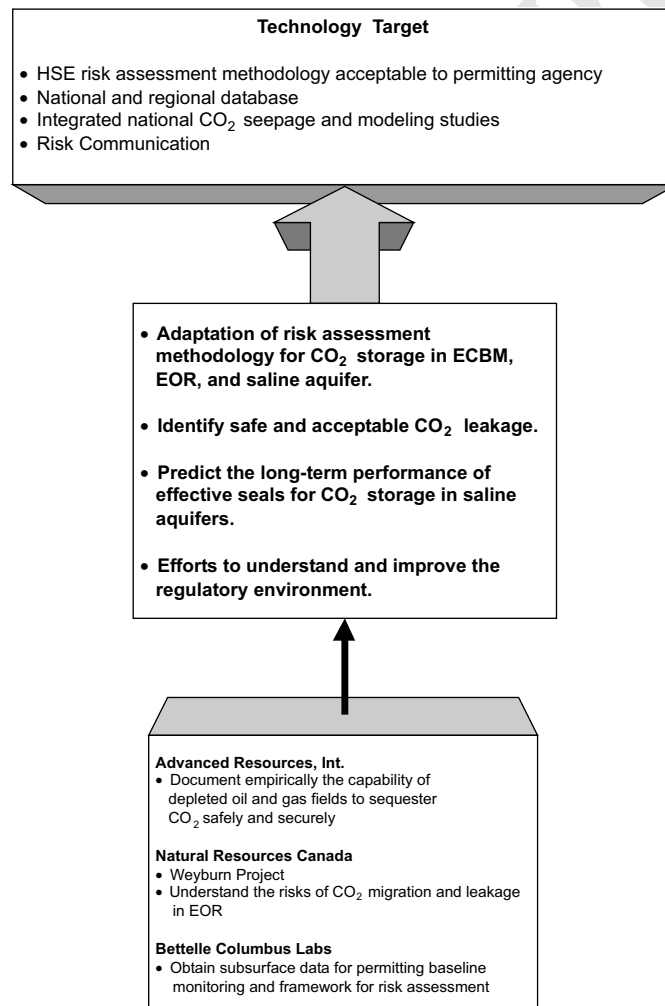 Technology Target
• HSE risk assessment methodology acceptable to permitting agency
• National and regional database
• Integrated national CO₂ seepage and modeling studies
• Risk Communication
• Adaptation of risk assessment
methodology for CO₂ storage in ECBM,
EOR, and saline aquifer.
• Identify safe and acceptable CO₂ leakage.
• Predict the long-term performance of
effective seals for CO₂ storage in saline
aquifers.
• Efforts to understand and improve the
regulatory environment.
Advanced Resources, Int.
• Document empirically the capability of
depleted oil and gas fields to sequester
CO₂ safely and securely
Natural Resources Canada
• Weyburn Project
• Understand the risks of CO₂ migration and leakage
in EOR
Bettelle Columbus Labs
• Obtain subsurface data for permitting baseline
monitoring and framework for risk assessment